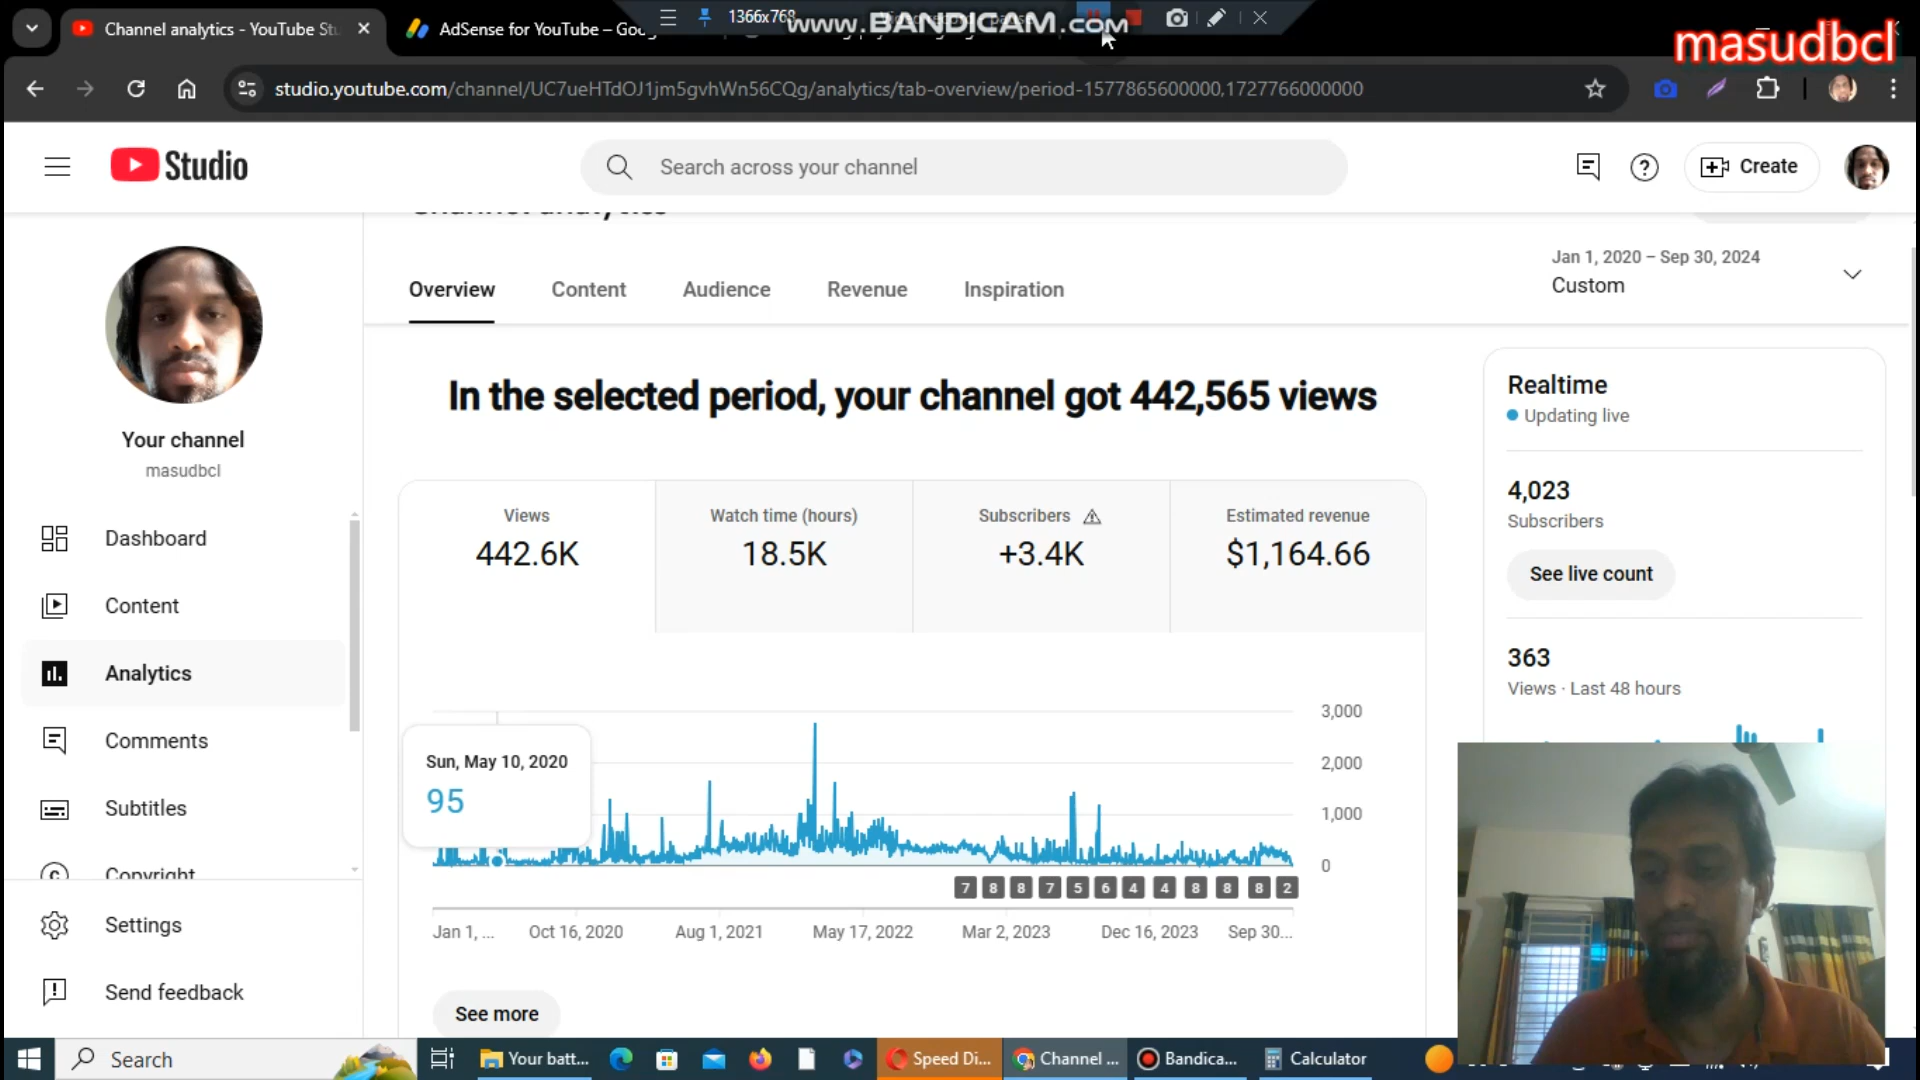 Channel analytics - YouTube Stu
AdSense for YouTube – Goog
1366x768
www.BANDICAM.com
masudbcl
studio.youtube.com/channel/UC7ueHTdOJ1jm5gvhWn56CQg/analytics/tab-overview/period-1577865600000,1727766000000
Studio
Search across your channel
Create
Channel analytics
Overview
Content
Audience
Revenue
Inspiration
Jan 1, 2020 – Sep 30, 2024
Custom
Your channel
masudbcl
Dashboard
Content
Analytics
Comments
Subtitles
Copyright
Settings
Send feedback
In the selected period, your channel got 442,565 views
Views
442.6K
Watch time (hours)
18.5K
Subscribers
+3.4K
Estimated revenue
$1,164.66
Sun, May 10, 2020
95
3,000
2,000
1,000
0
7 8 8 7 5 6 4 4 8 8 8 2
Jan 1, ...
Oct 16, 2020
Aug 1, 2021
May 17, 2022
Mar 2, 2023
Dec 16, 2023
Sep 30...
See more
Realtime
Updating live
4,023
Subscribers
See live count
363
Views · Last 48 hours
Search
Your batt...
Speed Di...
Channel ...
Bandica...
Calculator